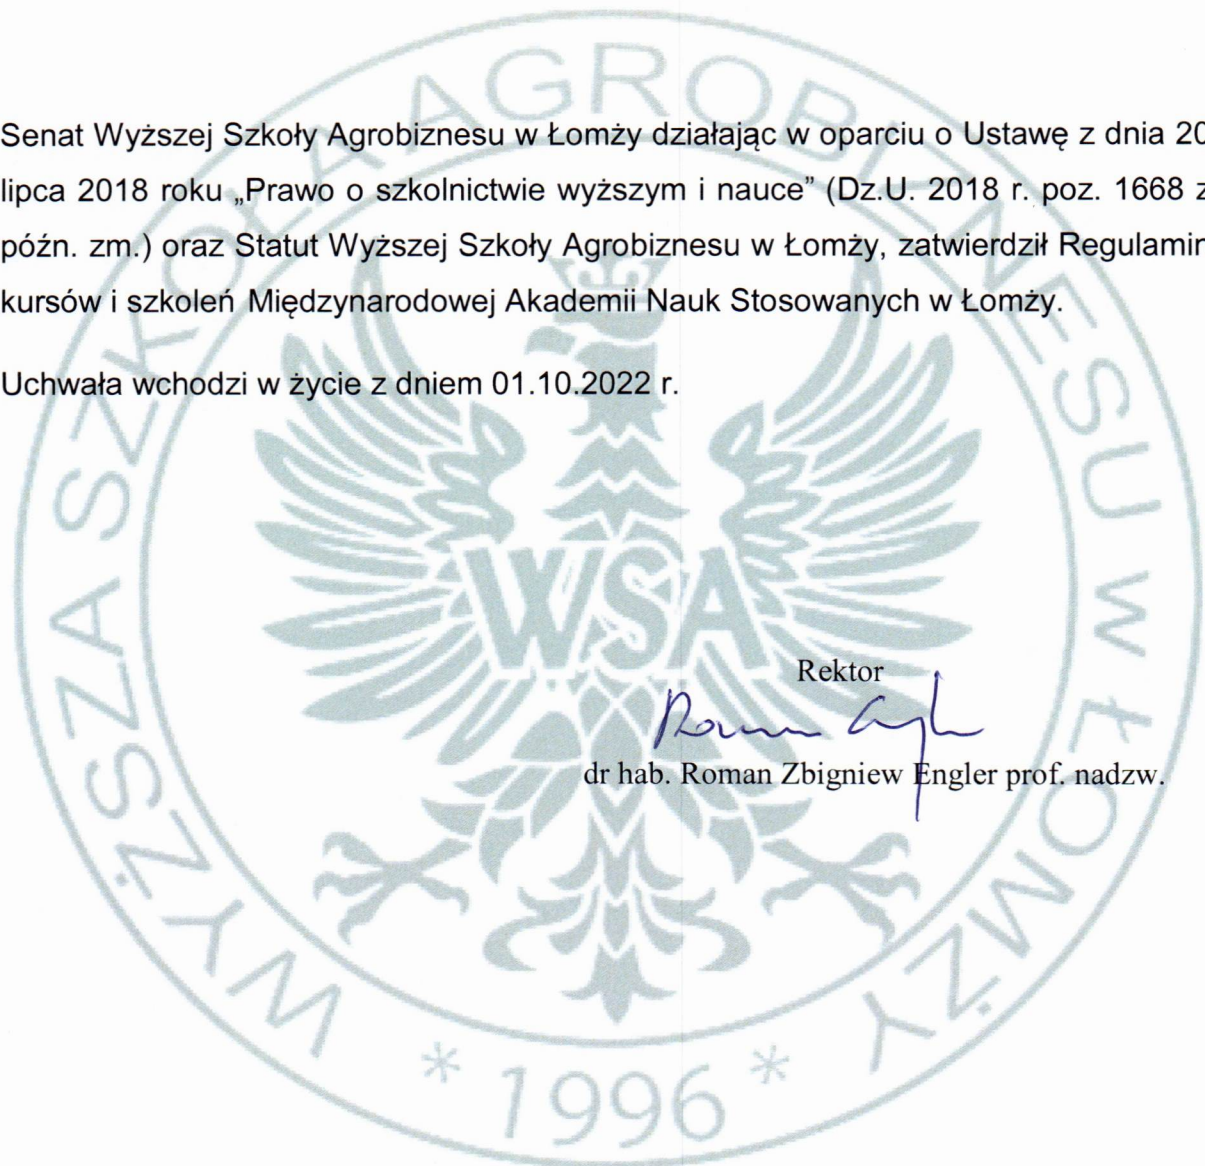 Senat Wyższej Szkoły Agrobiznesu w Łomży działając w oparciu o Ustawę z dnia 20
lipca 2018 roku „Prawo o szkolnictwie wyższym i nauce” (Dz.U. 2018 r. poz. 1668 z
późn. zm.) oraz Statut Wyższej Szkoły Agrobiznesu w Łomży, zatwierdził Regulamin
kursów i szkoleń Międzynarodowej Akademii Nauk Stosowanych w Łomży.
Uchwała wchodzi w życie z dniem 01.10.2022 r.
WYŻSZA SZKOŁA AGROBIZNESU W ŁOMŻY
WSA
Rektor
dr hab. Roman Zbigniew Engler prof. nadzw.
* 1996 *